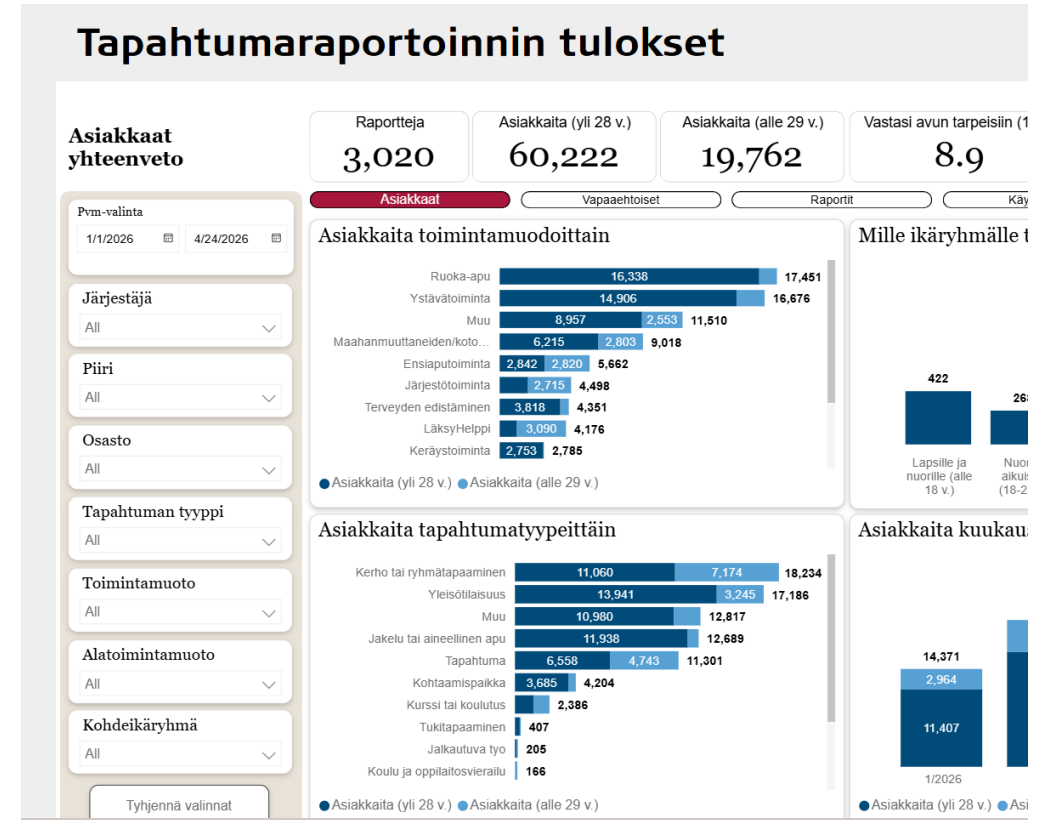 Tapahtumaraportoinnin tulokset
Asiakkaat
yhteenveto
Raportteja
3,020
Asiakkaita (yli 28 v.)
60,222
Asiakkaita (alle 29 v.)
19,762
Vastasi avun tarpeisiin (1
8.9
Asiakkaat
Vapaaehtoiset
Raportit
Käy
Pvm-valinta
1/1/2026
4/24/2026
Järjestäjä
All
Piiri
All
Osasto
All
Tapahtuman tyyppi
All
Toimintamuoto
All
Alatoimintamuoto
All
Kohdeikäryhmä
All
Tyhjennä valinnat
Asiakkaita toimintamuodoittain
Ruoka-apu 16,338 17,451
Ystävätoiminta 14,906 16,676
Muu 8,957 2,553 11,510
Maahanmuuttaneiden/koto... 6,215 2,803 9,018
Ensiaputoiminta 2,842 2,820 5,662
Järjestötoiminta 2,715 4,498
Terveyden edistäminen 3,818 4,351
LäksyHelppi 3,090 4,176
Keräystoiminta 2,753 2,785
Asiakkaita (yli 28 v.) Asiakkaita (alle 29 v.)
Mille ikäryhmälle t
422
268
Lapsille ja
nuorille (alle
18 v.)
Nuor
aikuis
(18-2
Asiakkaita tapahtumatyypeittäin
Kerho tai ryhmätapaaminen 11,060 7,174 18,234
Yleisötilaisuus 13,941 3,245 17,186
Muu 10,980 12,817
Jakelu tai aineellinen apu 11,938 12,689
Tapahtuma 6,558 4,743 11,301
Kohtaamispaikka 3,685 4,204
Kurssi tai koulutus 2,386
Tukitapaaminen 407
Jalkautuva tyo 205
Koulu ja oppilaitosvierailu 166
Asiakkaita (yli 28 v.) Asiakkaita (alle 29 v.)
Asiakkaita kuukaus
14,371
2,964
11,407
1/2026
Asiakkaita (yli 28 v.) Asi